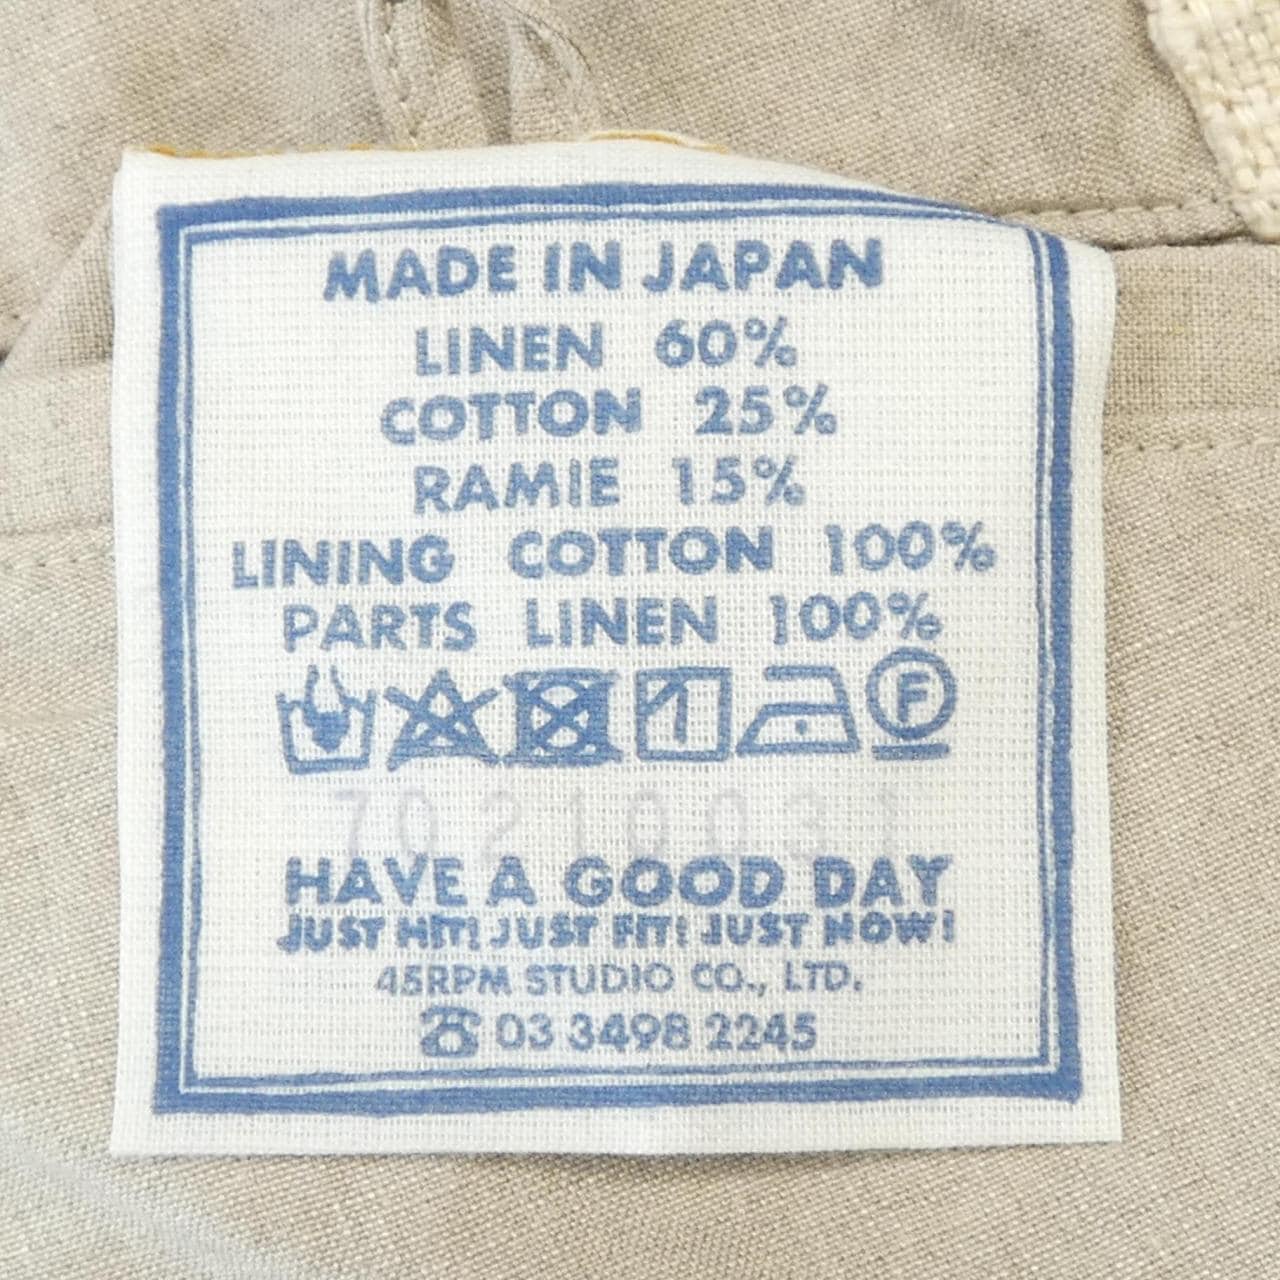 MADE IN JAPAN
LINEN 60%
COTTON 25%
RAMIE 15%
LINING COTTON 100%
PARTS LINEN 100%
F
70210031
HAVE A GOOD DAY
JUST HIT! JUST FIT! JUST NOW!
45RPM STUDIO CO., LTD.
☎ 03 3498 2245